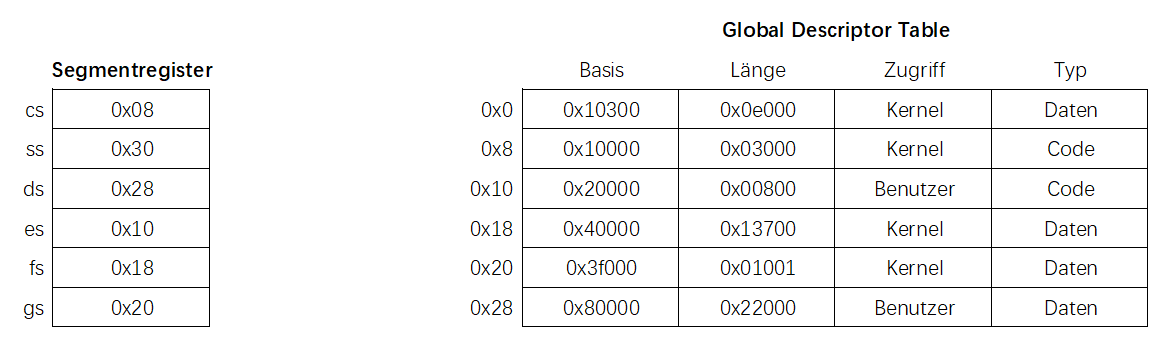 Global Descriptor Table
Segmentregister Basis Länge Zugriff Typ
cs 0x08 0x0 0x10300 0x0e000 Kernel Daten
ss 0x30 0x8 0x10000 0x03000 Kernel Code
ds 0x28 0x10 0x20000 0x00800 Benutzer Code
es 0x10 0x18 0x40000 0x13700 Kernel Daten
fs 0x18 0x20 0x3f000 0x01001 Kernel Daten
gs 0x20 0x28 0x80000 0x22000 Benutzer Daten